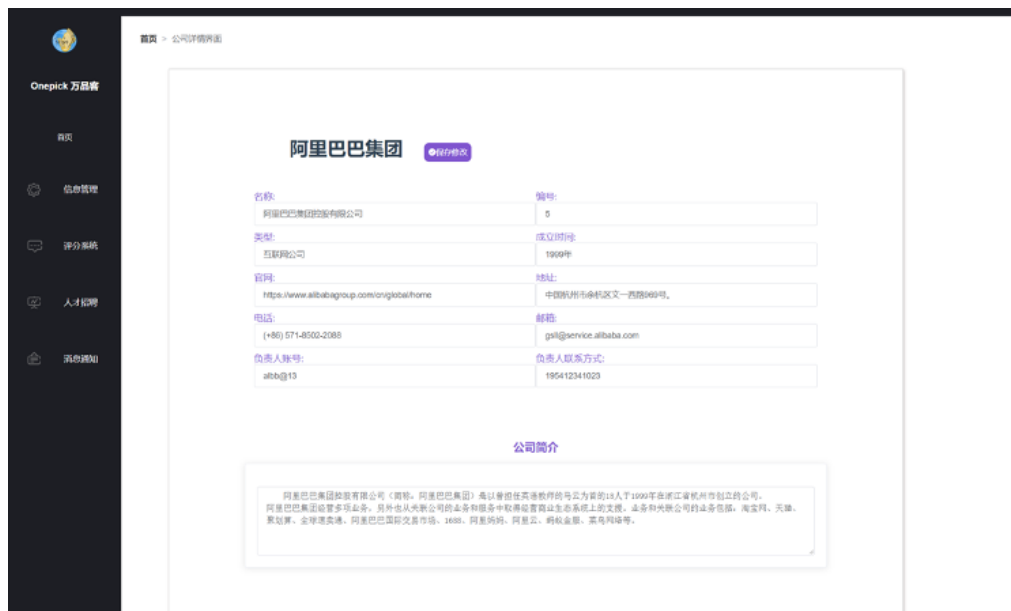 首页 > 公司详情界面
Onepick 万品客
首页
信息管理
评分系统
人才招聘
消息通知
阿里巴巴集团
保存修改
名称: 编号:
阿里巴巴集团控股有限公司 5
类型: 成立时间:
互联网公司 1999年
官网: 地址:
https://www.alibabagroup.com/cn/global/home 中国杭州市余杭区文一西路969号。
电话: 邮箱:
(+86) 571-8502-2088 gsll@service.alibaba.com
负责人账号: 负责人联系方式:
albb@13 195412341023
公司简介
阿里巴巴集团控股有限公司（简称：阿里巴巴集团）是以曾担任英语教师的马云为首的18人于1999年在浙江省杭州市创立的公司。
阿里巴巴集团经营多项业务，另外也从关联公司的业务和服务中取得经营商业生态系统上的支援。业务和关联公司的业务包括：淘宝网、天猫、
聚划算、全球速卖通、阿里巴巴国际交易市场、1688、阿里妈妈、阿里云、蚂蚁金服、菜鸟网络等。